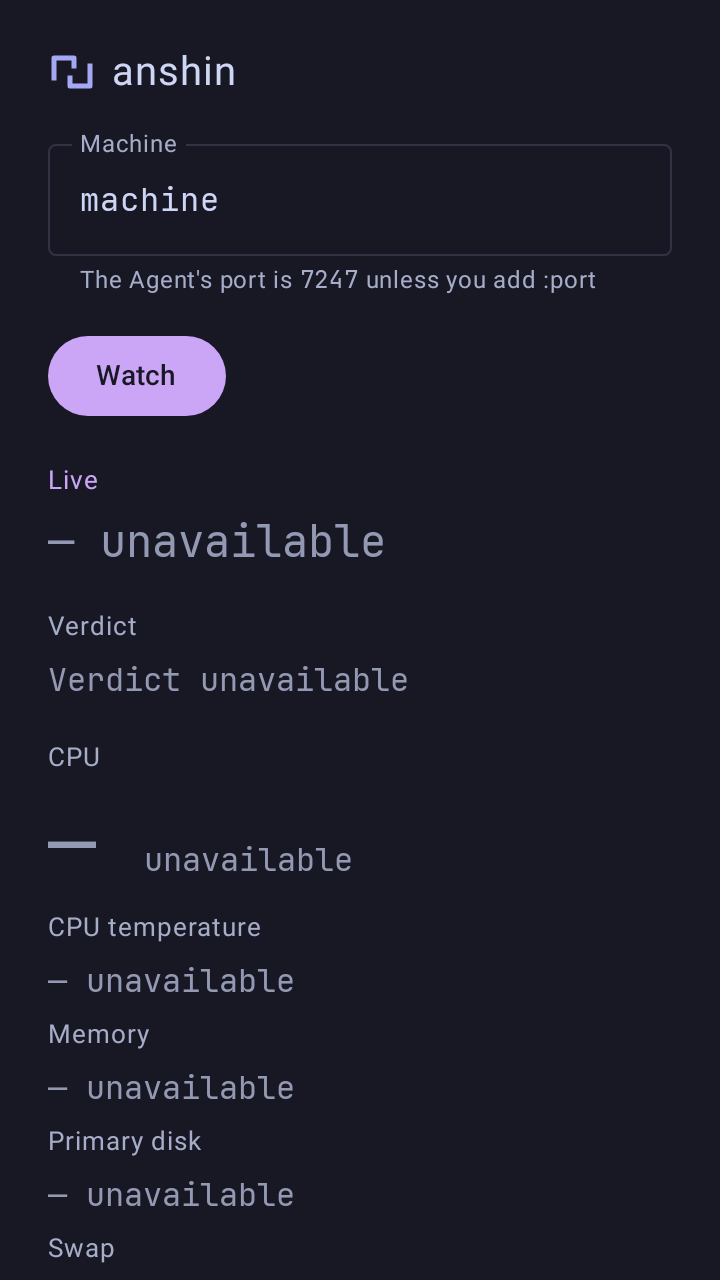 anshin
Machine
machine
The Agent's port is 7247 unless you add :port
Watch
Live
— unavailable
Verdict
Verdict unavailable
CPU
— unavailable
CPU temperature
— unavailable
Memory
— unavailable
Primary disk
— unavailable
Swap